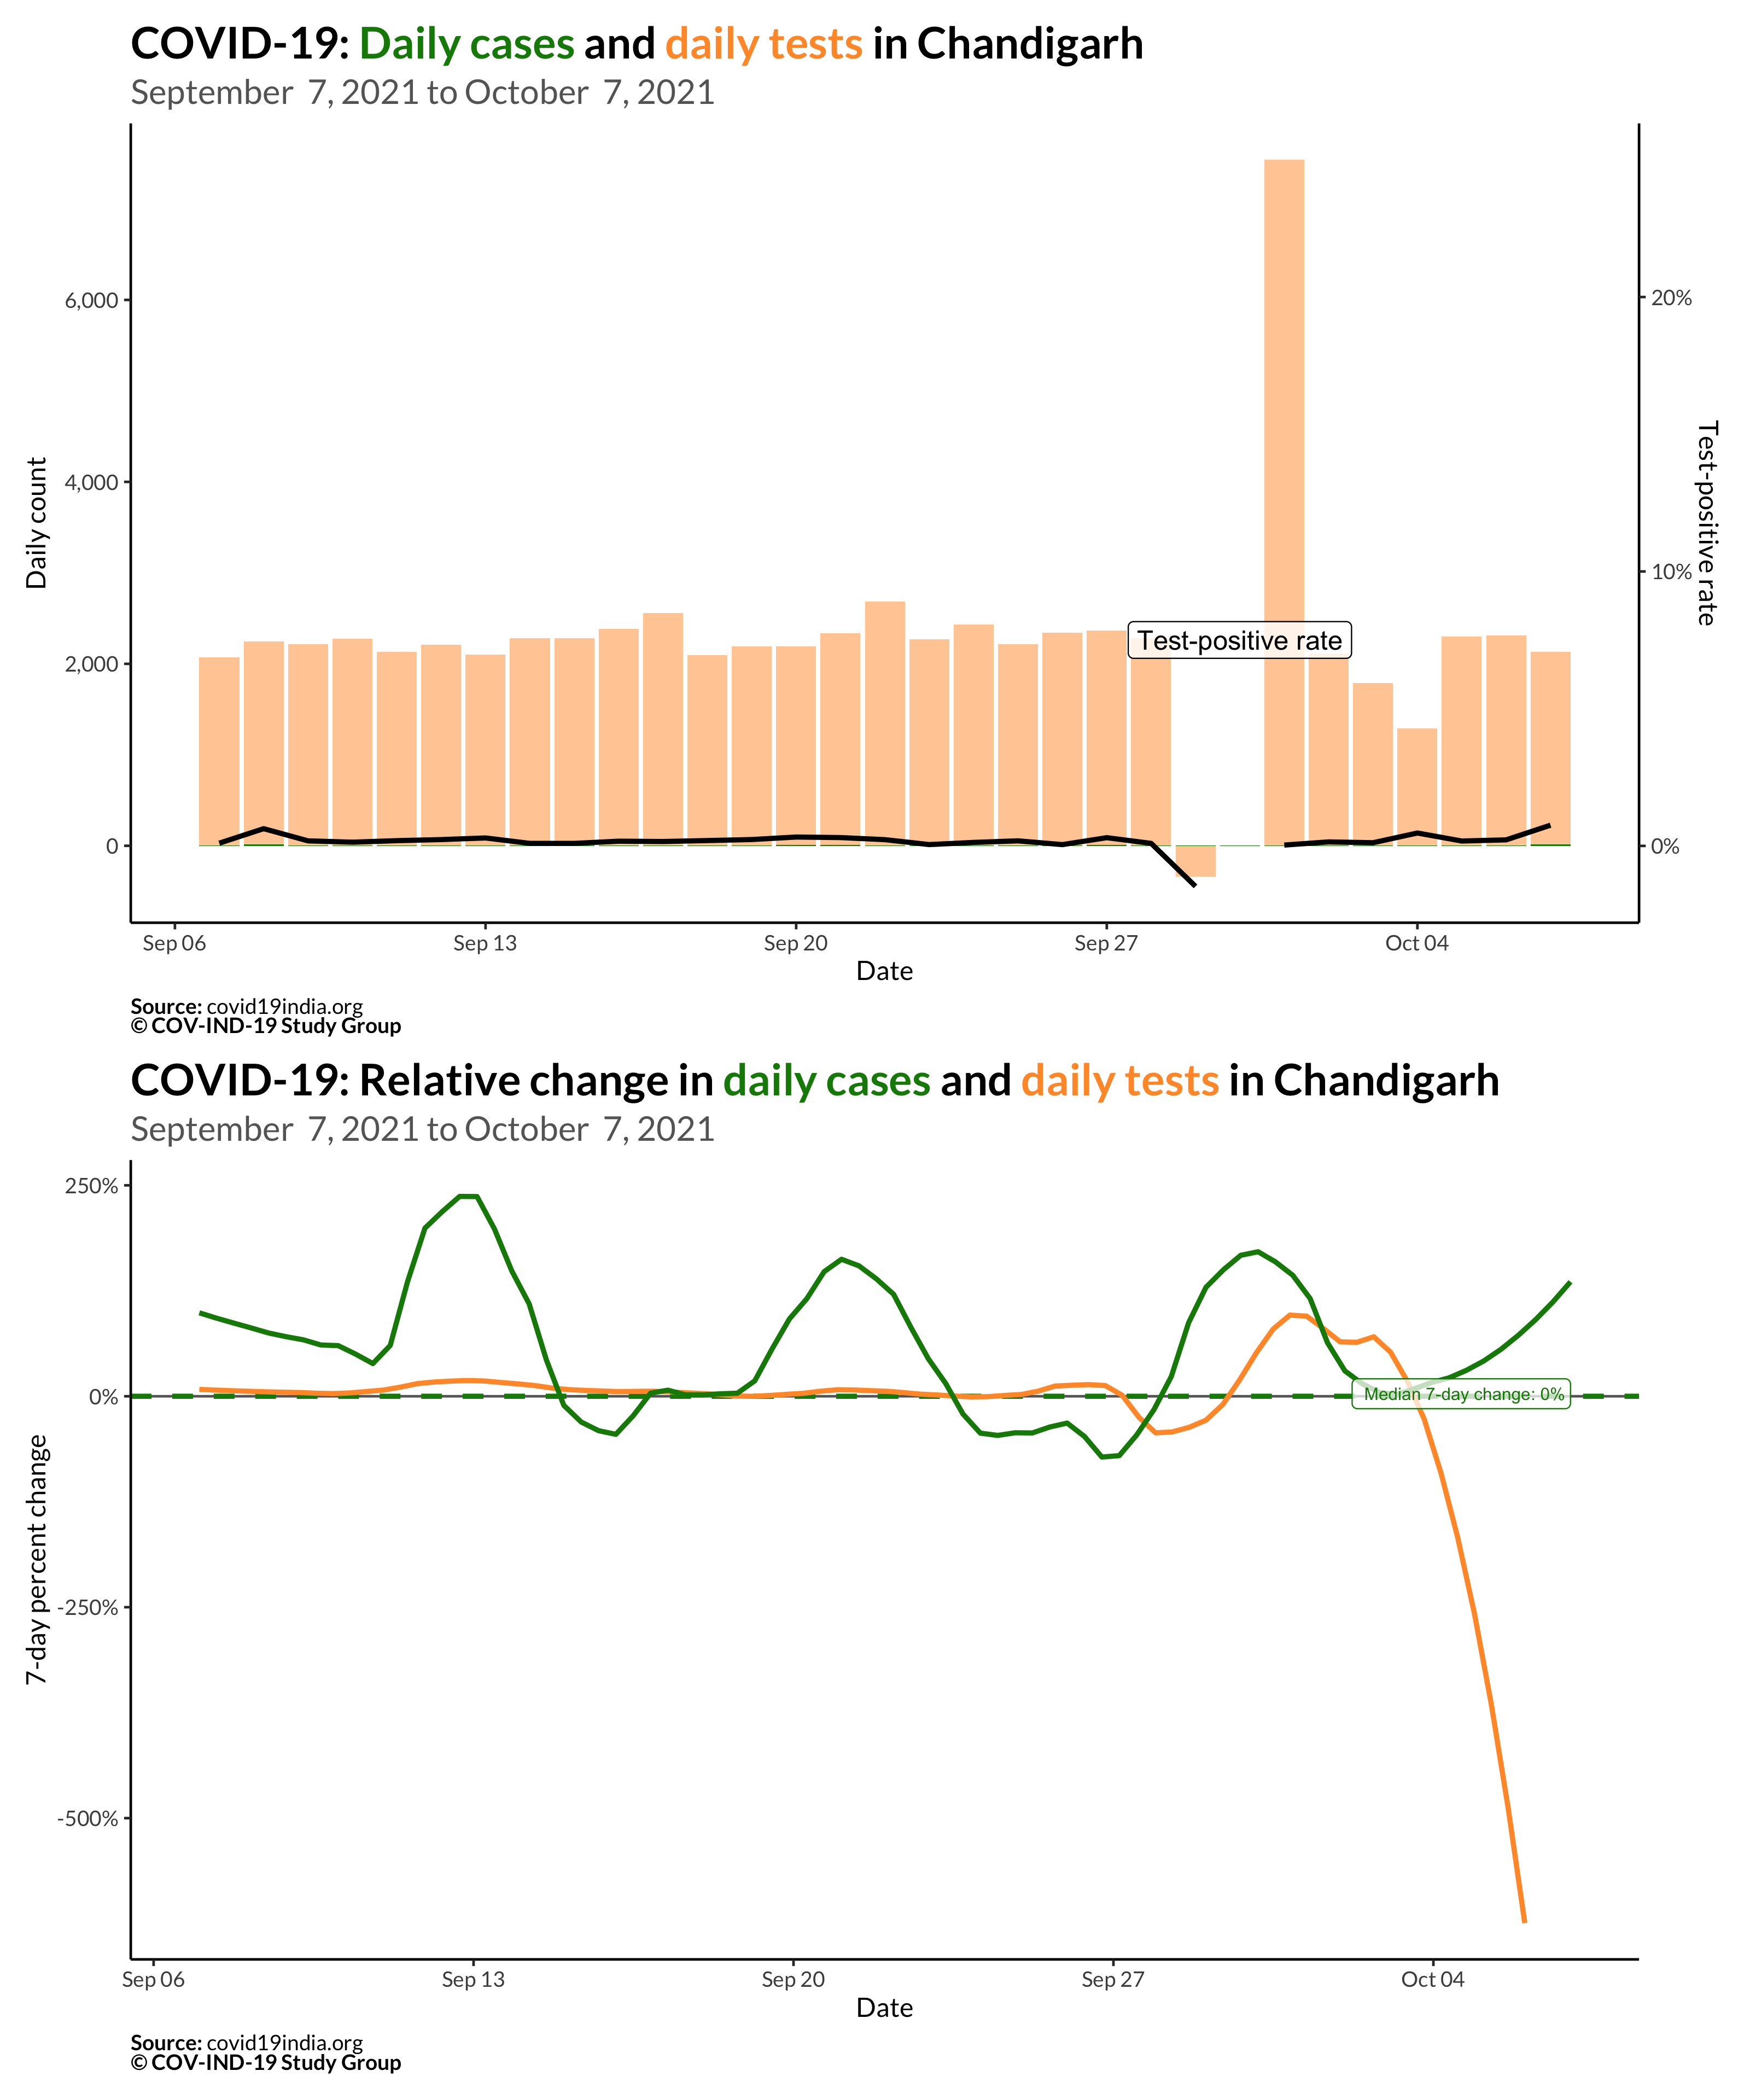 COVID-19: Daily cases and daily tests in Chandigarh
September 7, 2021 to October 7, 2021
Daily count
6,000
4,000
2,000
0
20%
10%
0%
Test-positive rate
Test-positive rate
Sep 06
Sep 13
Sep 20
Sep 27
Oct 04
Date
Source: covid19india.org
© COV-IND-19 Study Group
COVID-19: Relative change in daily cases and daily tests in Chandigarh
September 7, 2021 to October 7, 2021
7-day percent change
250%
0%
-250%
-500%
Median 7-day change: 0%
Sep 06
Sep 13
Sep 20
Sep 27
Oct 04
Date
Source: covid19india.org
© COV-IND-19 Study Group